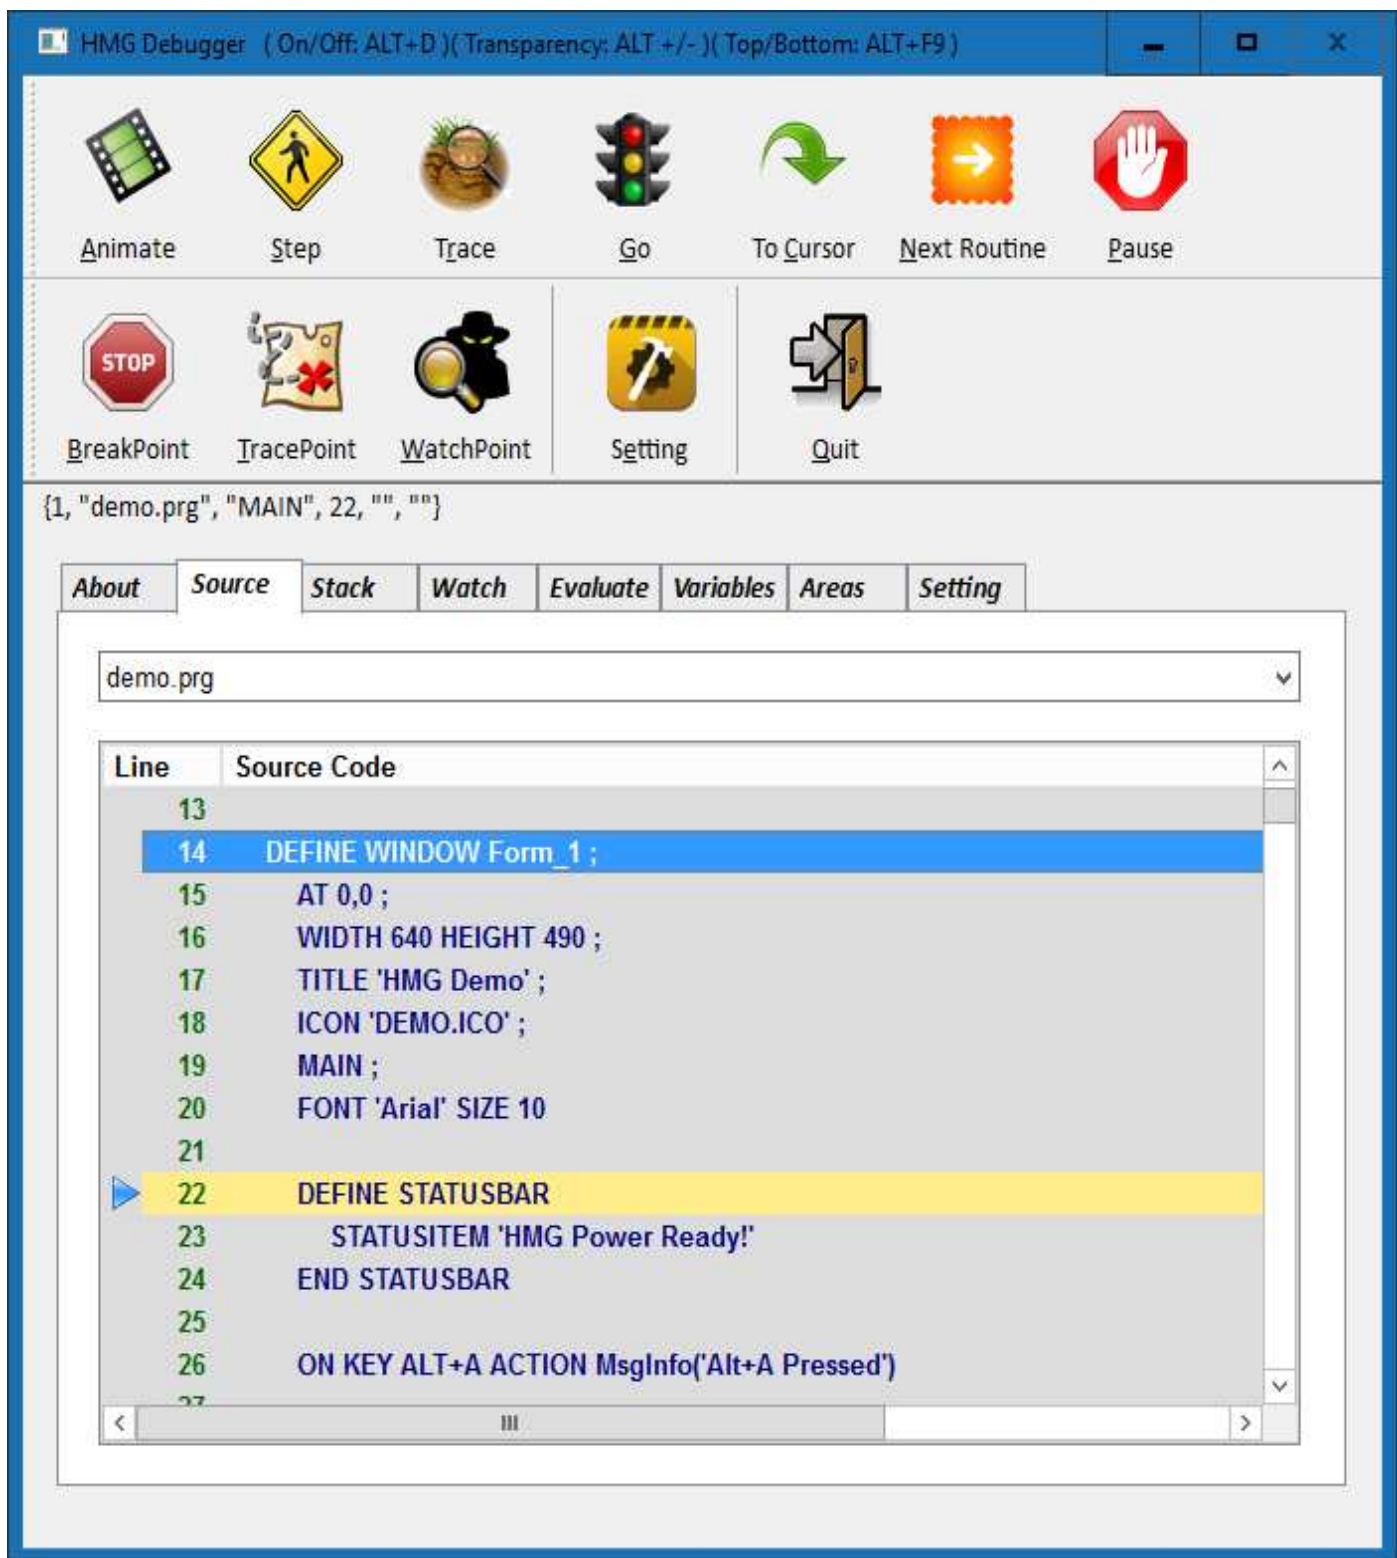 HMG Debugger ( On/Off: ALT+D )( Transparency: ALT +/- )( Top/Bottom: ALT+F9 )
Animate Step Trace Go To Cursor Next Routine Pause
STOP
BreakPoint TracePoint WatchPoint Setting Quit
{1, "demo.prg", "MAIN", 22, "", ""}
About Source Stack Watch Evaluate Variables Areas Setting
demo.prg
Line Source Code
13
14 DEFINE WINDOW Form_1 ;
15 AT 0,0 ;
16 WIDTH 640 HEIGHT 490 ;
17 TITLE 'HMG Demo' ;
18 ICON 'DEMO.ICO' ;
19 MAIN ;
20 FONT 'Arial' SIZE 10
21
22 DEFINE STATUSBAR
23 STATUSITEM 'HMG Power Ready!'
24 END STATUSBAR
25
26 ON KEY ALT+A ACTION MsgInfo('Alt+A Pressed')
27